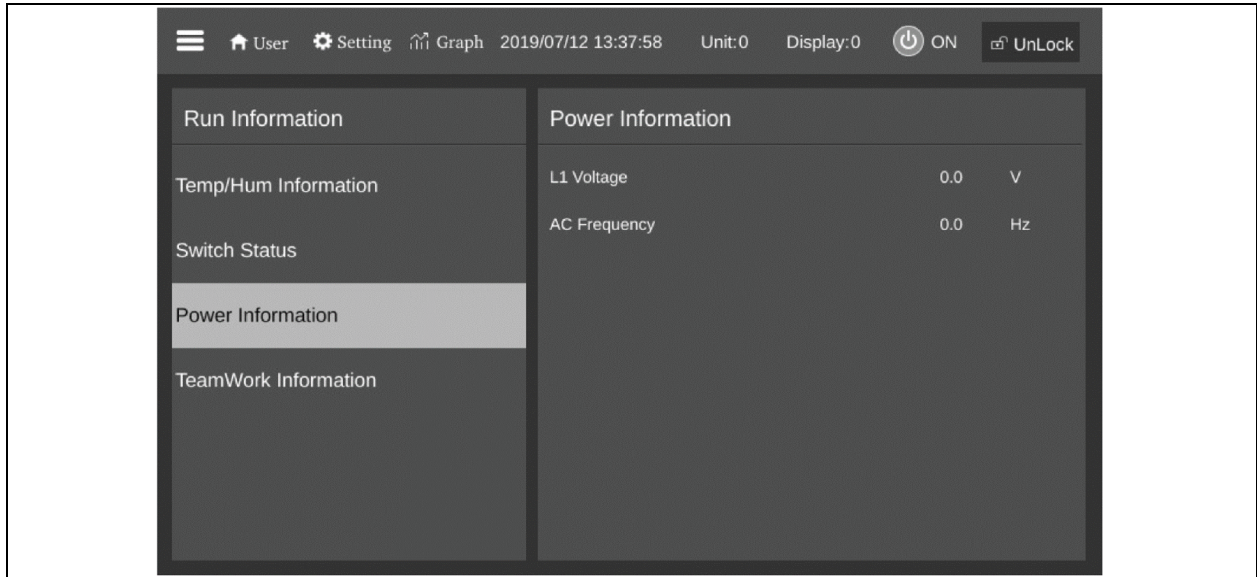 User Setting Graph 2019/07/12 13:37:58 Unit:0 Display:0 ON UnLock
Run Information
Temp/Hum Information
Switch Status
Power Information
TeamWork Information
Power Information
L1 Voltage 0.0 V
AC Frequency 0.0 Hz